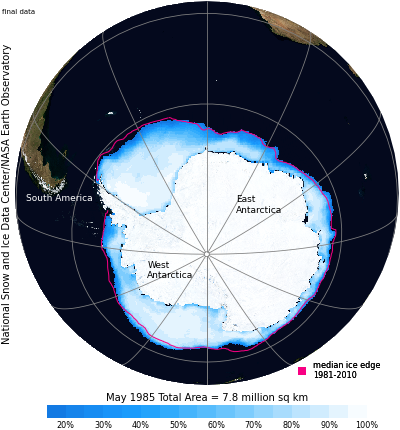 final data
National Snow and Ice Data Center/NASA Earth Observatory
South America
East
Antarctica
West
Antarctica
median ice edge
1981-2010
May 1985 Total Area = 7.8 million sq km
20% 30% 40% 50% 60% 70% 80% 90% 100%